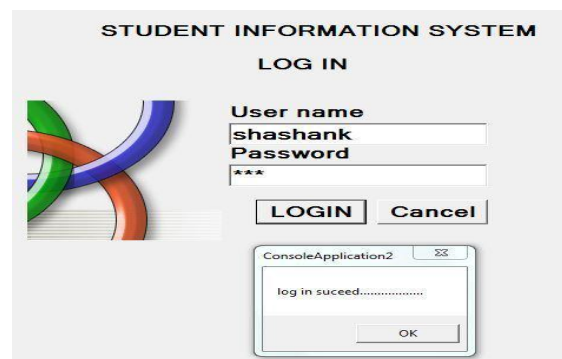 STUDENT INFORMATION SYSTEM
LOG IN
User name
shashank
Password
***
LOGIN Cancel
ConsoleApplication2
log in suceed..................
OK